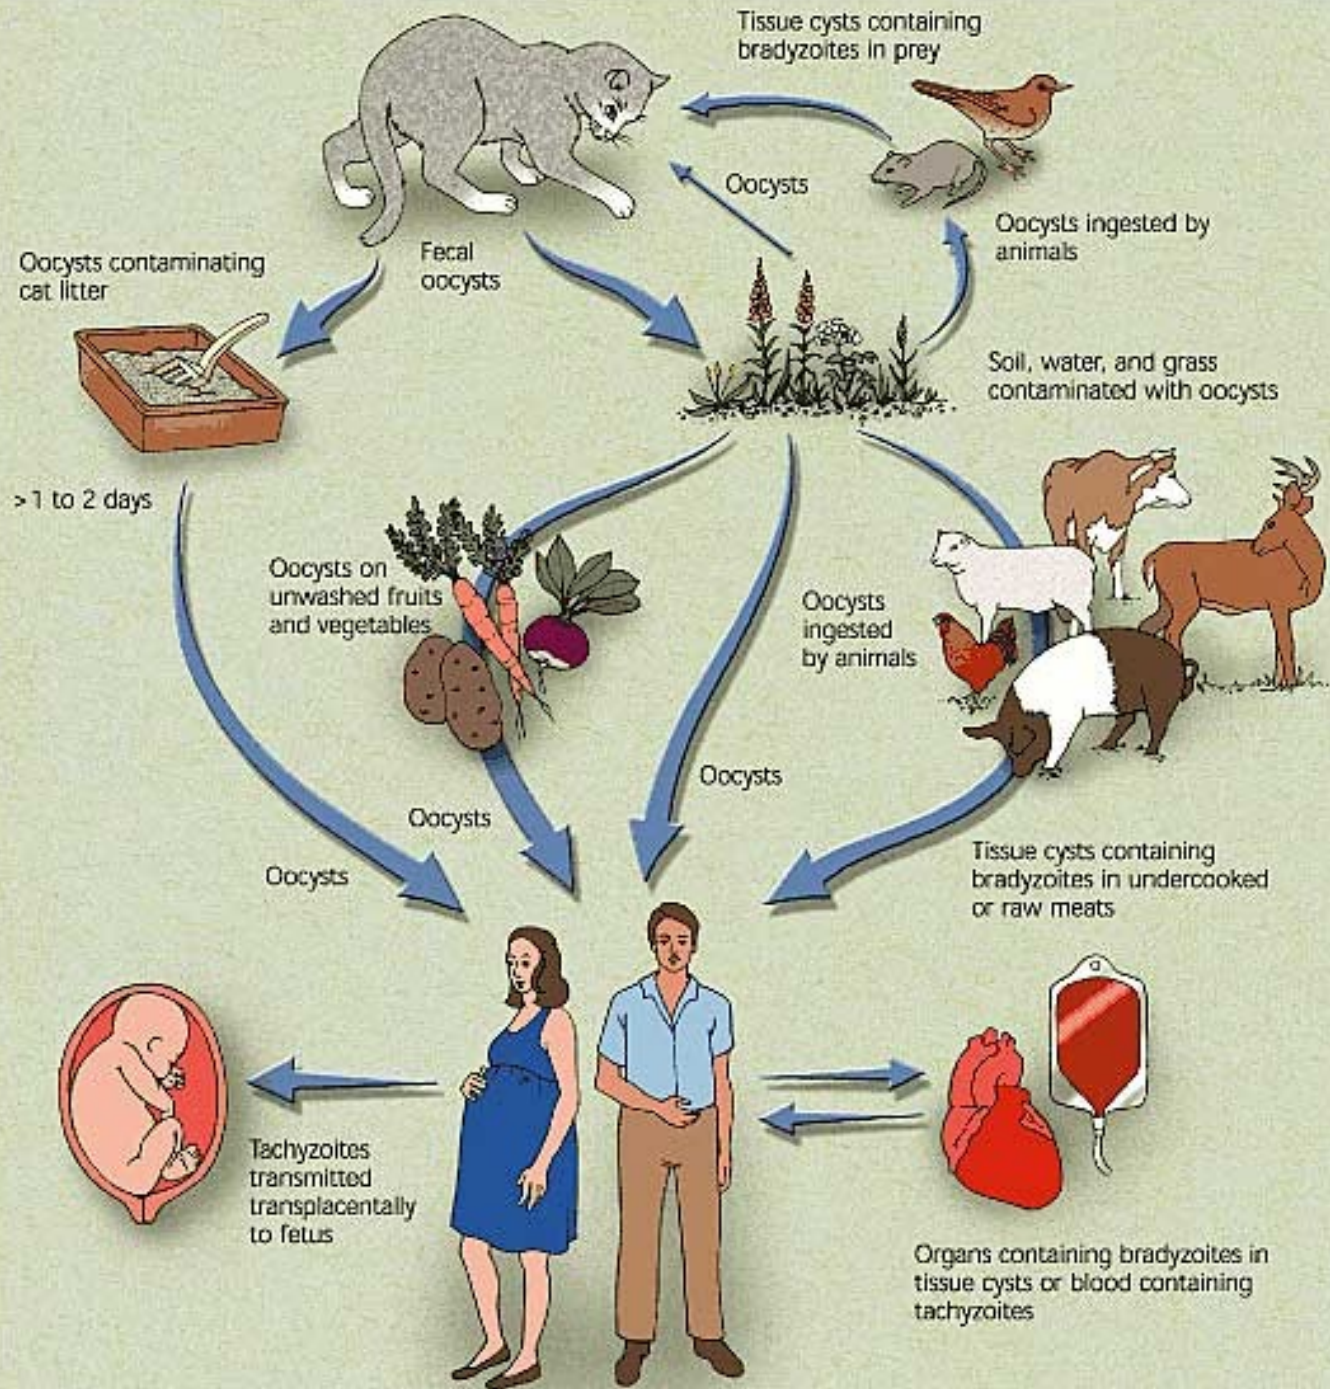 Tissue cysts containing
bradyzoites in prey
Oocysts
Oocysts ingested by
animals
Fecal
oocysts
Oocysts contaminating
cat litter
Soil, water, and grass
contaminated with oocysts
>1 to 2 days
Oocysts on
unwashed fruits
and vegetables
Oocysts
ingested
by animals
Oocysts
Oocysts
Oocysts
Tissue cysts containing
bradyzoites in undercooked
or raw meats
Tachyzoites
transmitted
transplacentally
to fetus
Organs containing bradyzoites in
tissue cysts or blood containing
tachyzoites